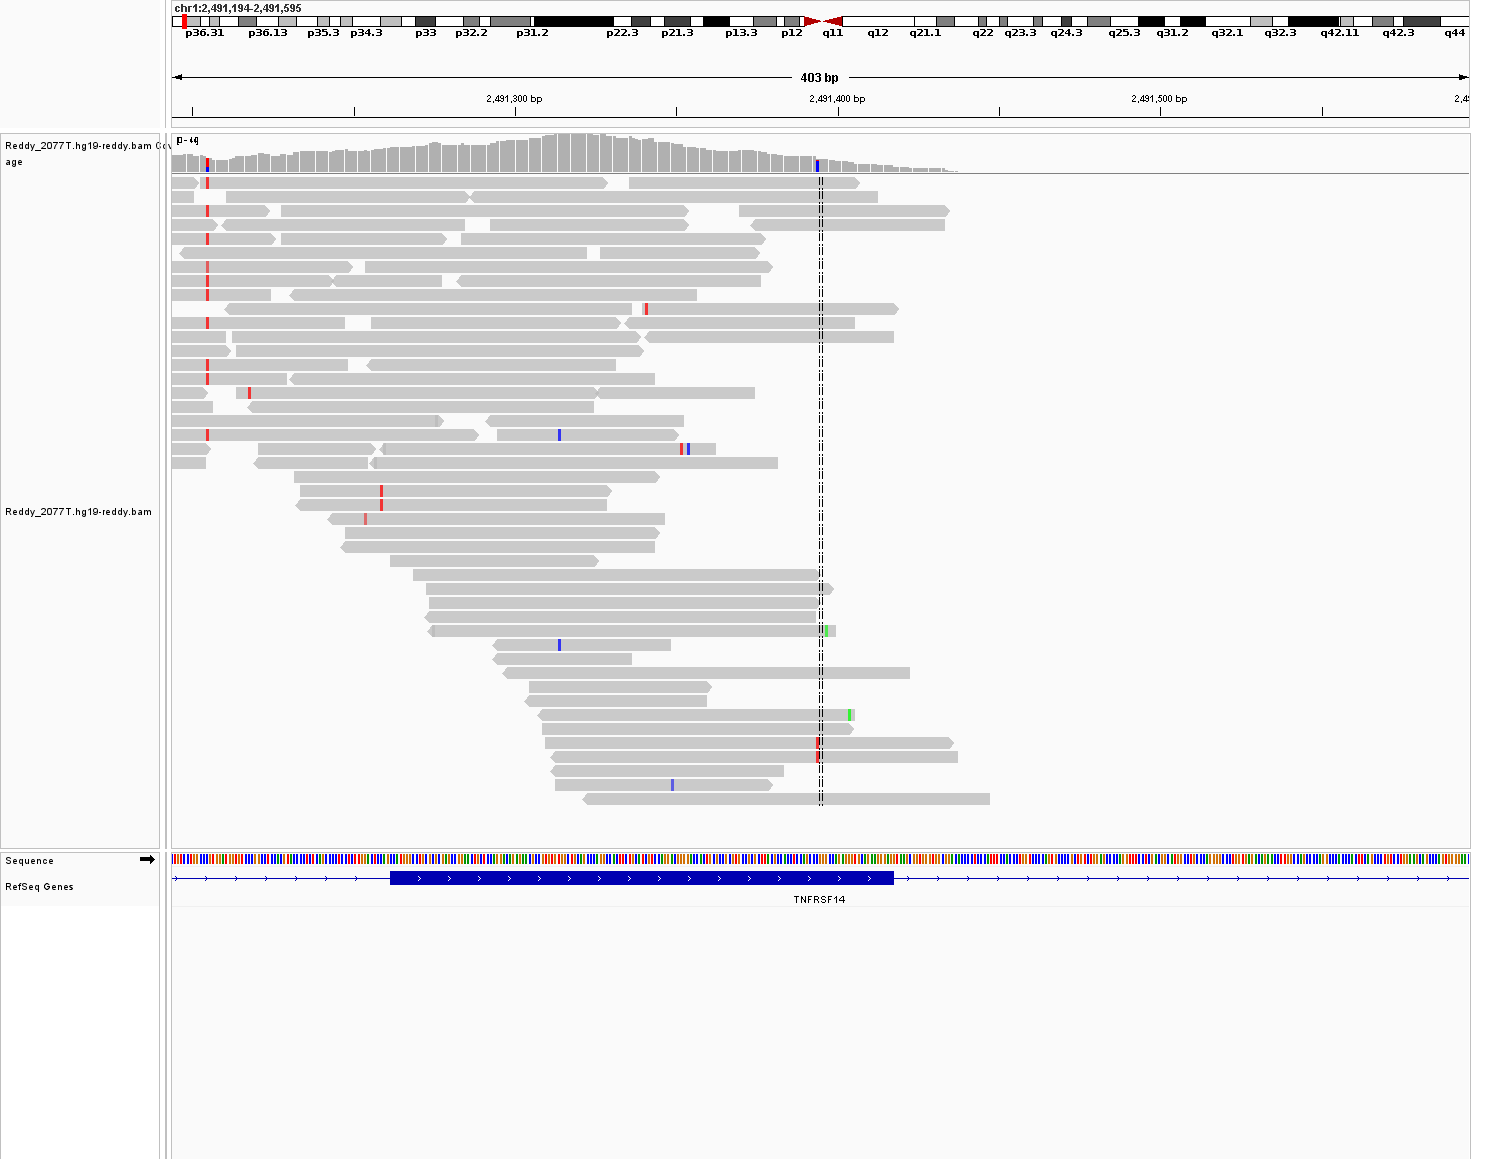 chr1:2,491,194-2,491,595
p36.31 p36.13 p35.3 p34.3 p33 p32.2 p31.2 p22.3 p21.3 p13.3 p12 q11 q12 q21.1 q22 q23.3 q24.3 q25.3 q31.2 q32.1 q32.3 q42.11 q42.3 q44
403 bp
2,491,300 bp 2,491,400 bp 2,491,500 bp 2,49
Reddy_2077T.hg19-reddy.bam Cov
age
[0 - 44]
Reddy_2077T.hg19-reddy.bam
Sequence
RefSeq Genes
TNFRSF14